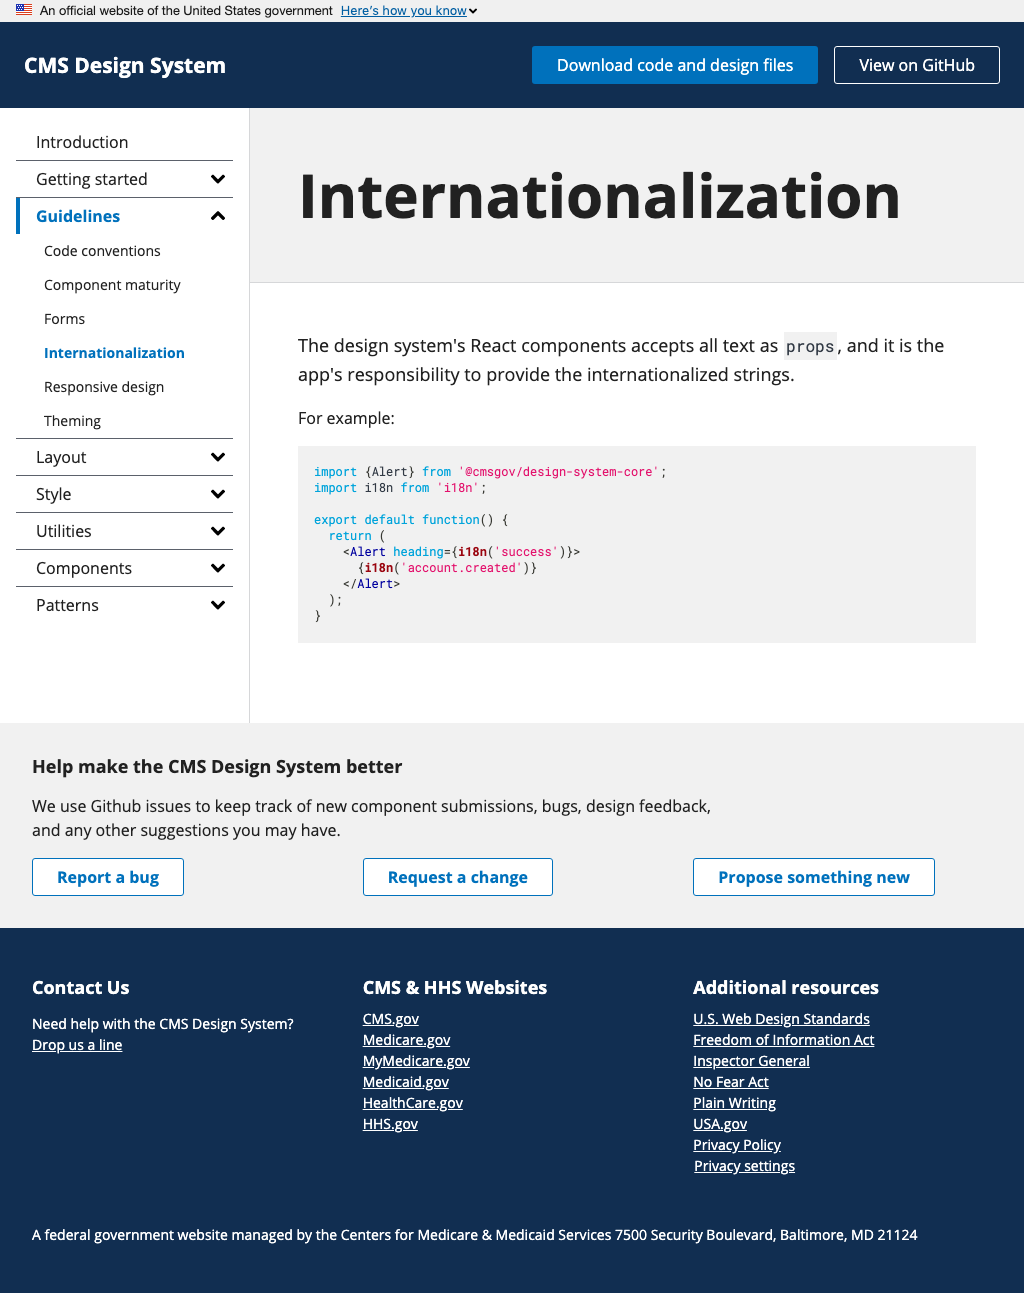 An official website of the United States government Here's how you know
CMS Design System
Download code and design files
View on GitHub
Introduction
Getting started
Guidelines
Code conventions
Component maturity
Forms
Internationalization
Responsive design
Theming
Layout
Style
Utilities
Components
Patterns
Internationalization
The design system's React components accepts all text as props, and it is the
app's responsibility to provide the internationalized strings.
For example:
import {Alert} from '@cmsgov/design-system-core';
import i18n from 'i18n';
export default function() {
  return (
    <Alert heading={i18n('success')}>
      {i18n('account.created')}
    </Alert>
  );
}
Help make the CMS Design System better
We use Github issues to keep track of new component submissions, bugs, design feedback,
and any other suggestions you may have.
Report a bug
Request a change
Propose something new
Contact Us
Need help with the CMS Design System?
Drop us a line
CMS & HHS Websites
CMS.gov
Medicare.gov
MyMedicare.gov
Medicaid.gov
HealthCare.gov
HHS.gov
Additional resources
U.S. Web Design Standards
Freedom of Information Act
Inspector General
No Fear Act
Plain Writing
USA.gov
Privacy Policy
Privacy settings
A federal government website managed by the Centers for Medicare & Medicaid Services 7500 Security Boulevard, Baltimore, MD 21124